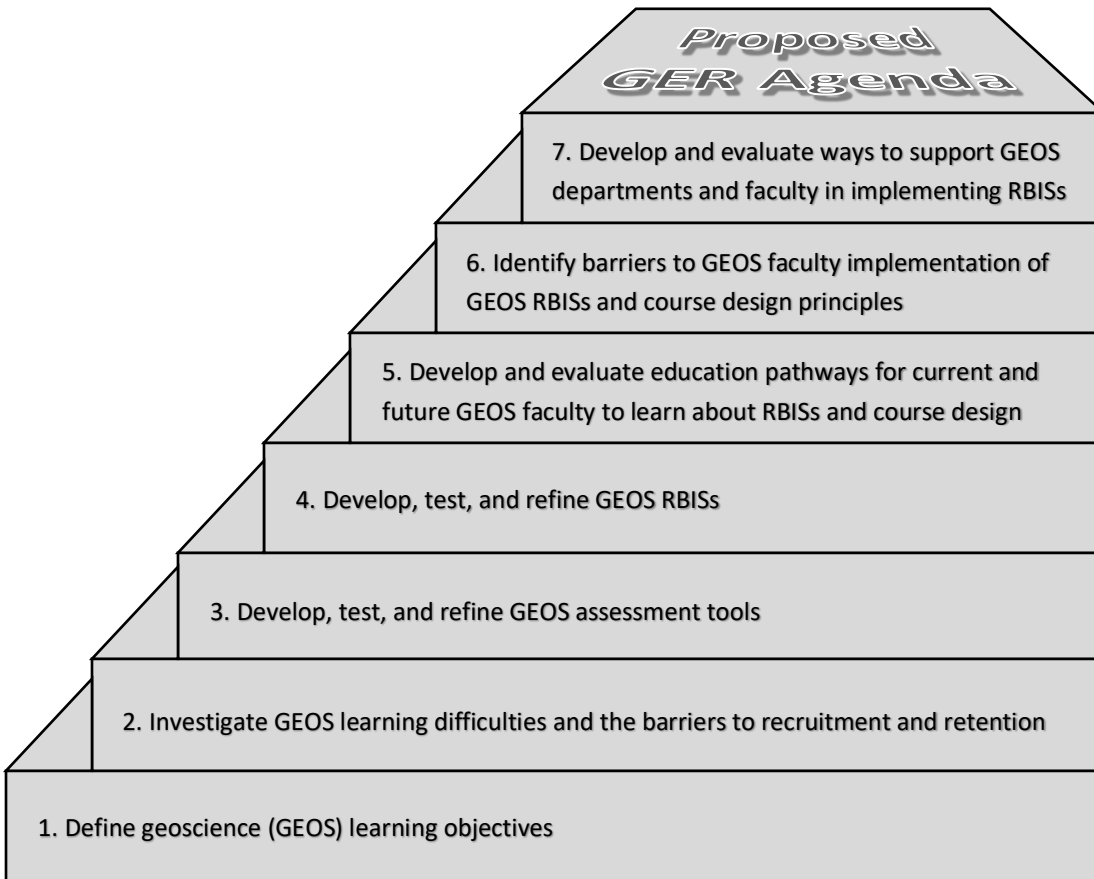 Proposed
GER Agenda
7. Develop and evaluate ways to support GEOS
departments and faculty in implementing RBISs
6. Identify barriers to GEOS faculty implementation of
GEOS RBISs and course design principles
5. Develop and evaluate education pathways for current and
future GEOS faculty to learn about RBISs and course design
4. Develop, test, and refine GEOS RBISs
3. Develop, test, and refine GEOS assessment tools
2. Investigate GEOS learning difficulties and the barriers to recruitment and retention
1. Define geoscience (GEOS) learning objectives